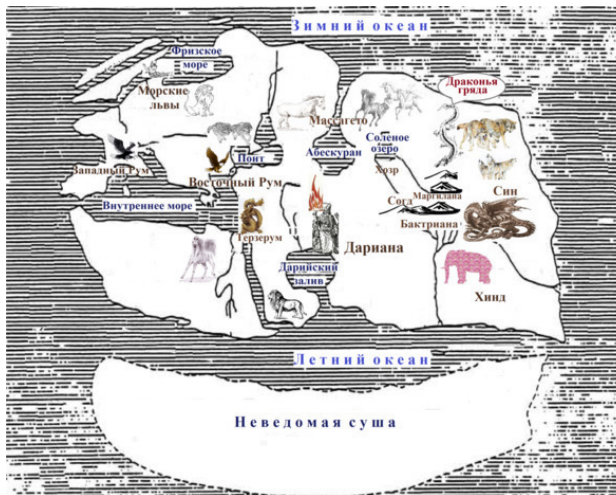 Зимний океан
Фризское
море
Драконья
гряда
Морские
львы
Массагето
Соленое
озеро
Западный Рум
Понт
Абескуран
Восточный Рум
Хозр
Маргилана
Син
Внутреннее море
Согд
Бактриана
Терзерум
Дариана
Дарийский
залив
Хинд
Летний океан
Неведомая суша